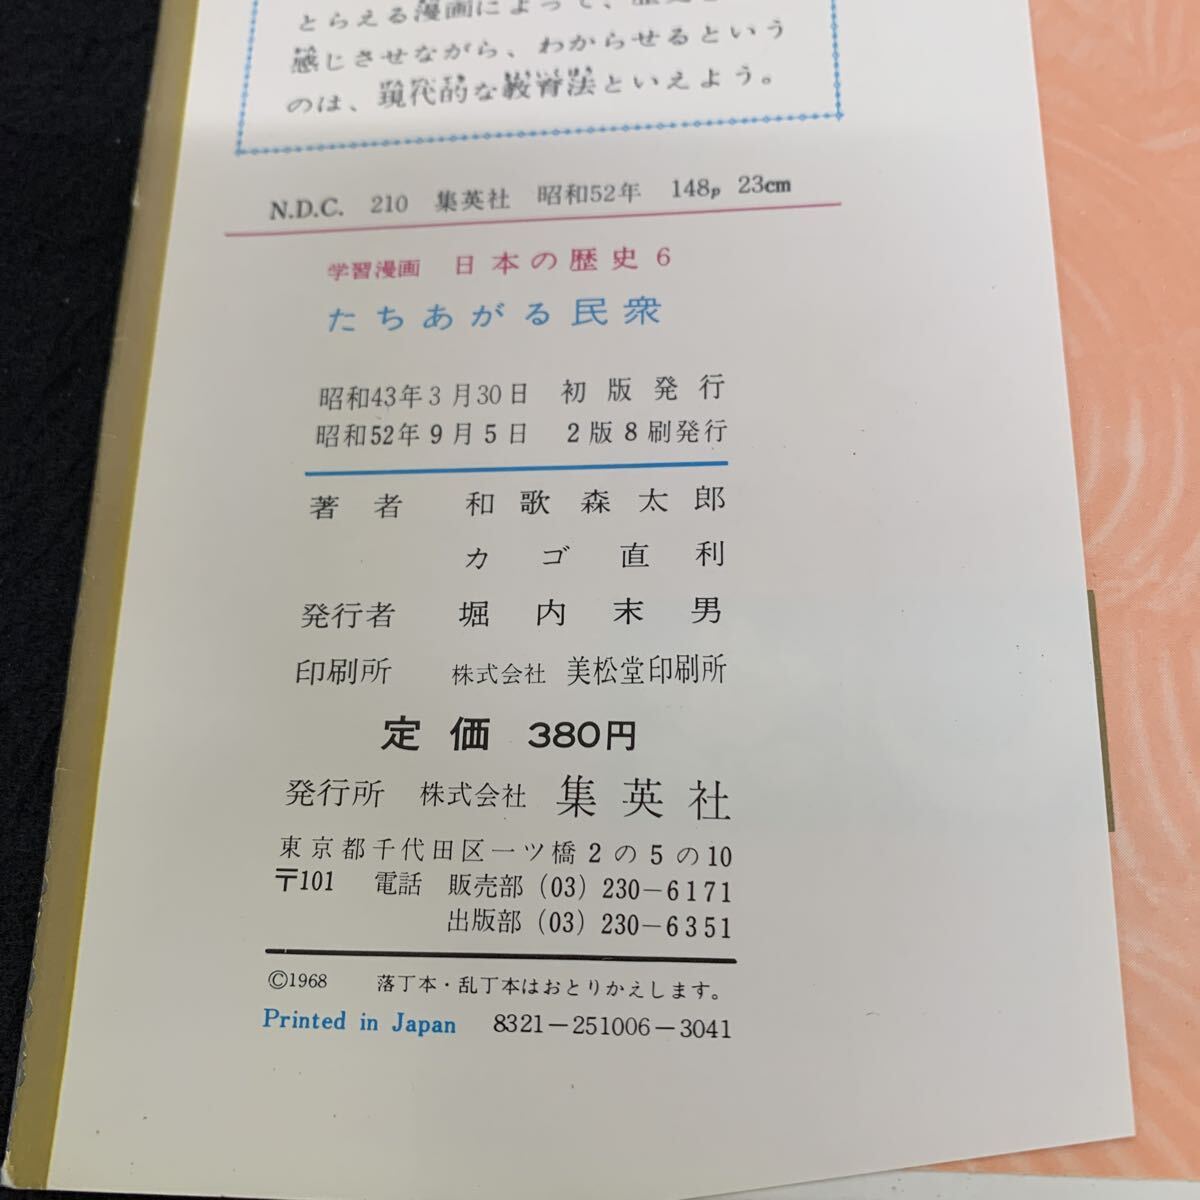 とらえる漫画によって、歴史を
感じさせながら、わからせるという
のは、現代的な教育法といえよう。
N.D.C. 210 集英社 昭和52年 148p 23cm
学習漫画 日本の歴史6
たちあがる民衆
昭和43年3月30日 初版発行
昭和52年9月5日 2版8刷発行
著者 和歌森太郎
カゴ直利
発行者 堀内末男
印刷所 株式会社 美松堂印刷所
定価 380円
発行所 株式会社 集英社
東京都千代田区一ツ橋2の5の10
〒101 電話 販売部(03)230-6171
出版部(03)230-6351
©1968 落丁本・乱丁本はおとりかえします。
Printed in Japan 8321-251006-3041